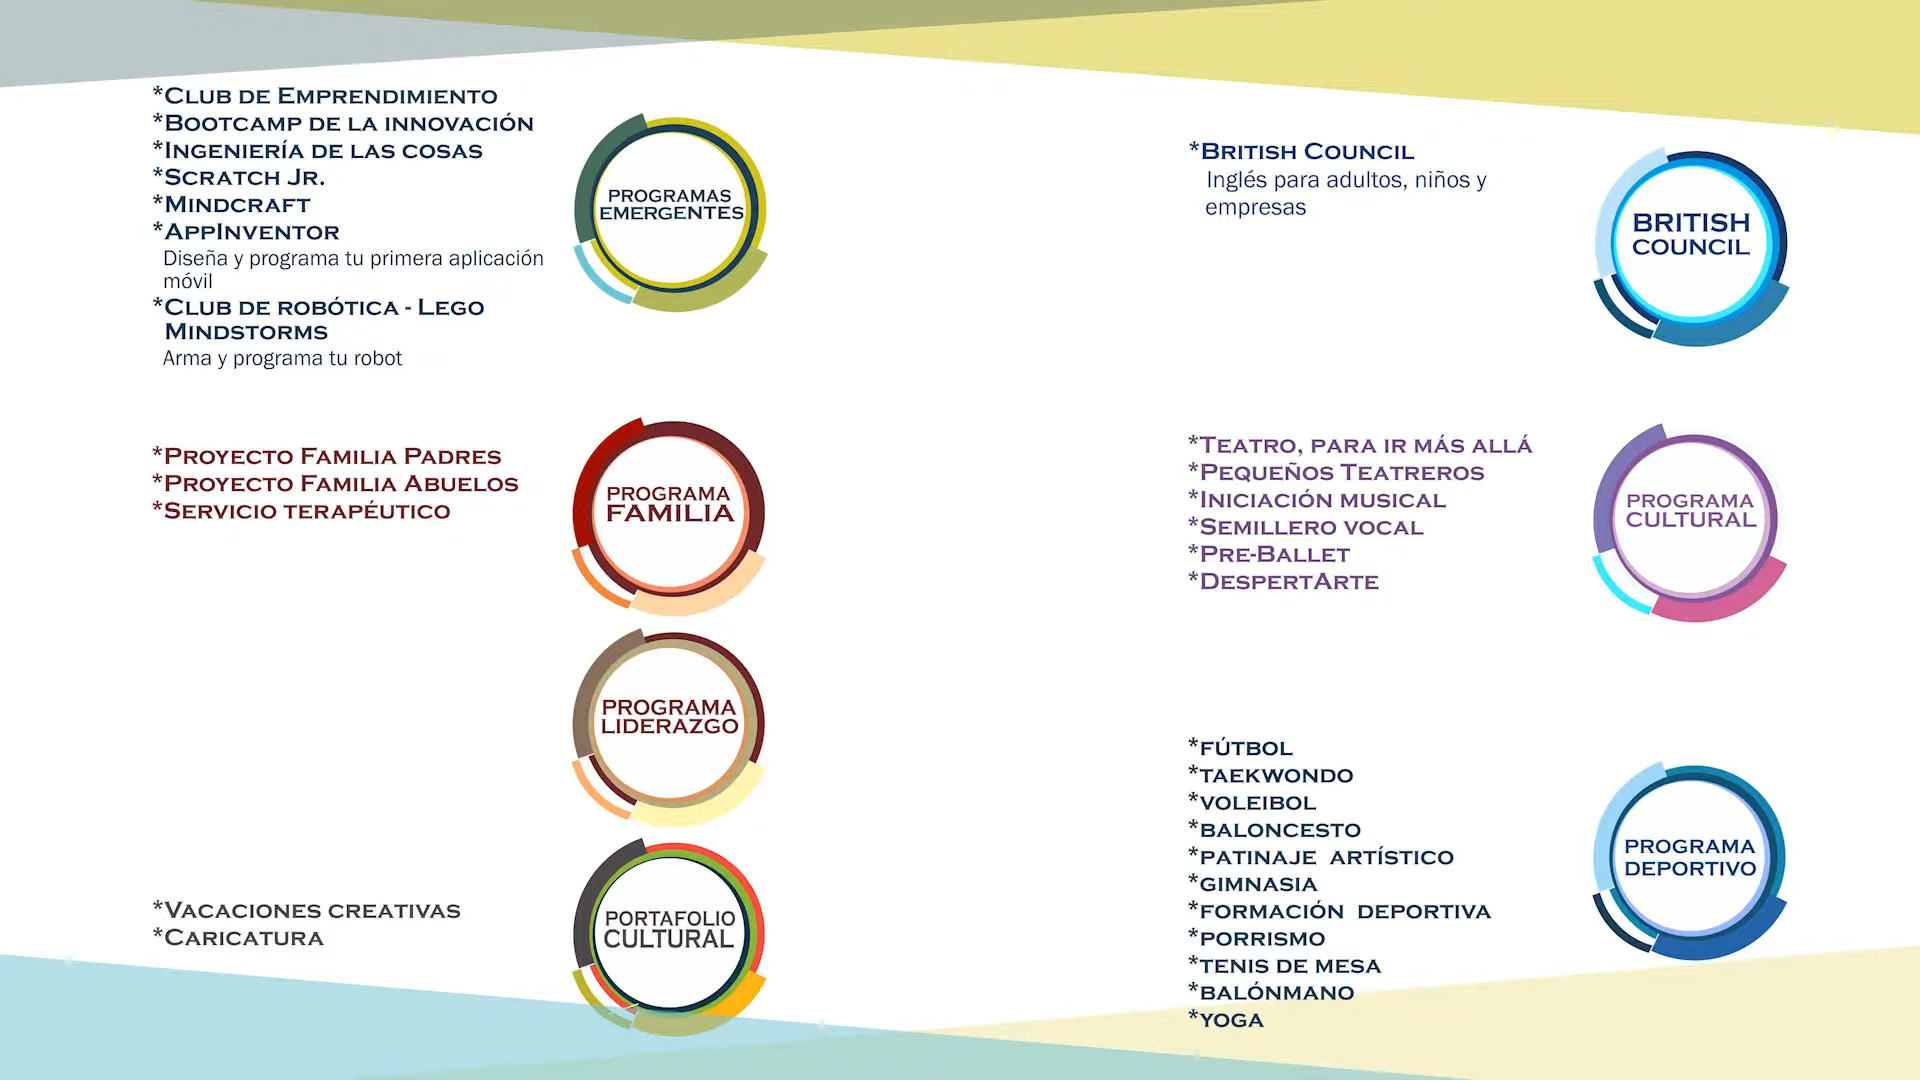 *Club de Emprendimiento
*Bootcamp de la innovación
*Ingeniería de las cosas
*Scratch Jr.
*Mindcraft
*AppInventor
Diseña y programa tu primera aplicación
móvil
*Club de robótica - Lego
Mindstorms
Arma y programa tu robot
PROGRAMAS
EMERGENTES
*Proyecto Familia Padres
*Proyecto Familia Abuelos
*Servicio terapéutico
PROGRAMA
FAMILIA
PROGRAMA
LIDERAZGO
*Vacaciones creativas
*Caricatura
PORTAFOLIO
CULTURAL
*British Council
Inglés para adultos, niños y
empresas
BRITISH
COUNCIL
*Teatro, para ir más allá
*Pequeños Teatreros
*Iniciación musical
*Semillero vocal
*Pre-Ballet
*DespertArte
PROGRAMA
CULTURAL
*fútbol
*taekwondo
*voleibol
*baloncesto
*patinaje artístico
*gimnasia
*formación deportiva
*porrismo
*tenis de mesa
*balónmano
*yoga
PROGRAMA
DEPORTIVO